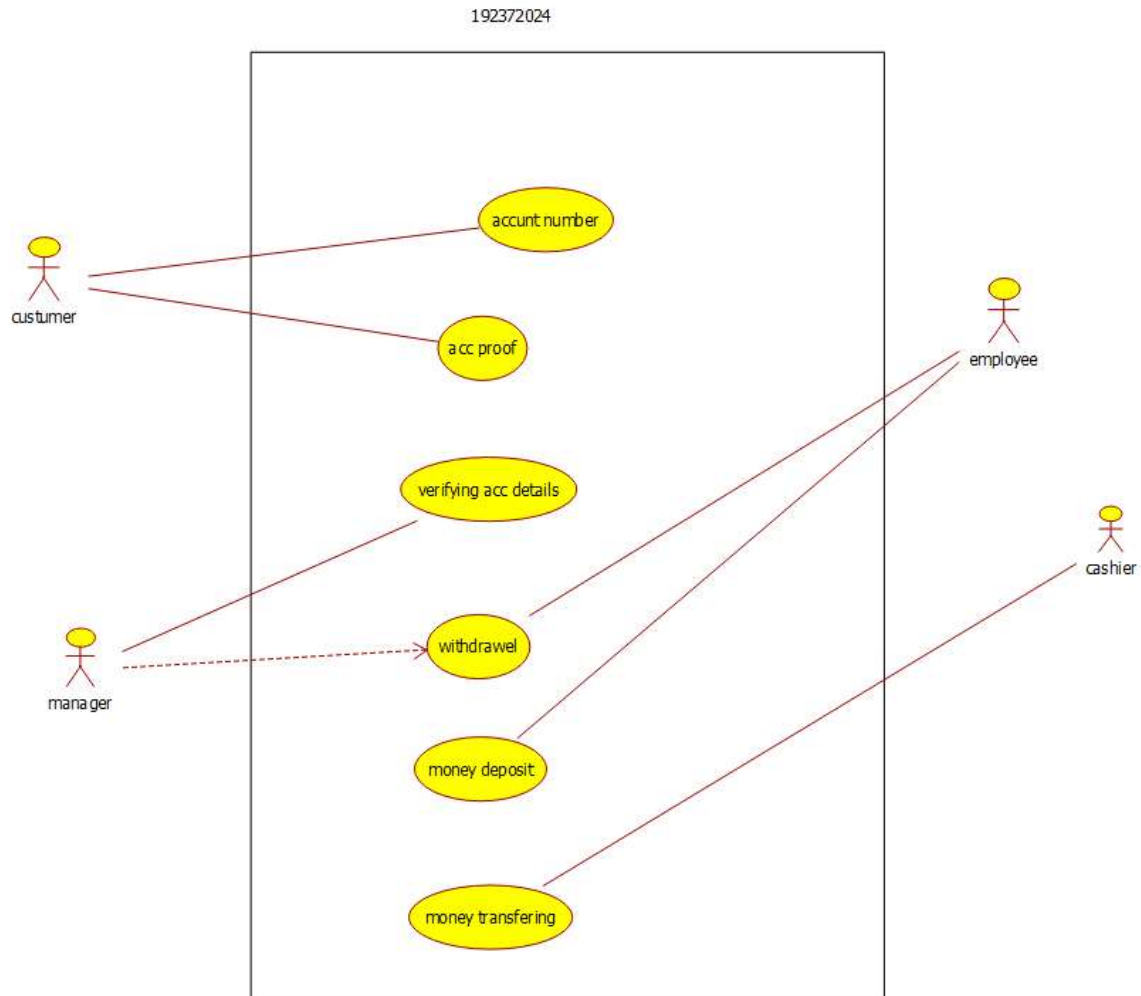 192372024
accunt number
custumer
acc proof
employee
verifying acc details
cashier
withdrawel
manager
money deposit
money transfering